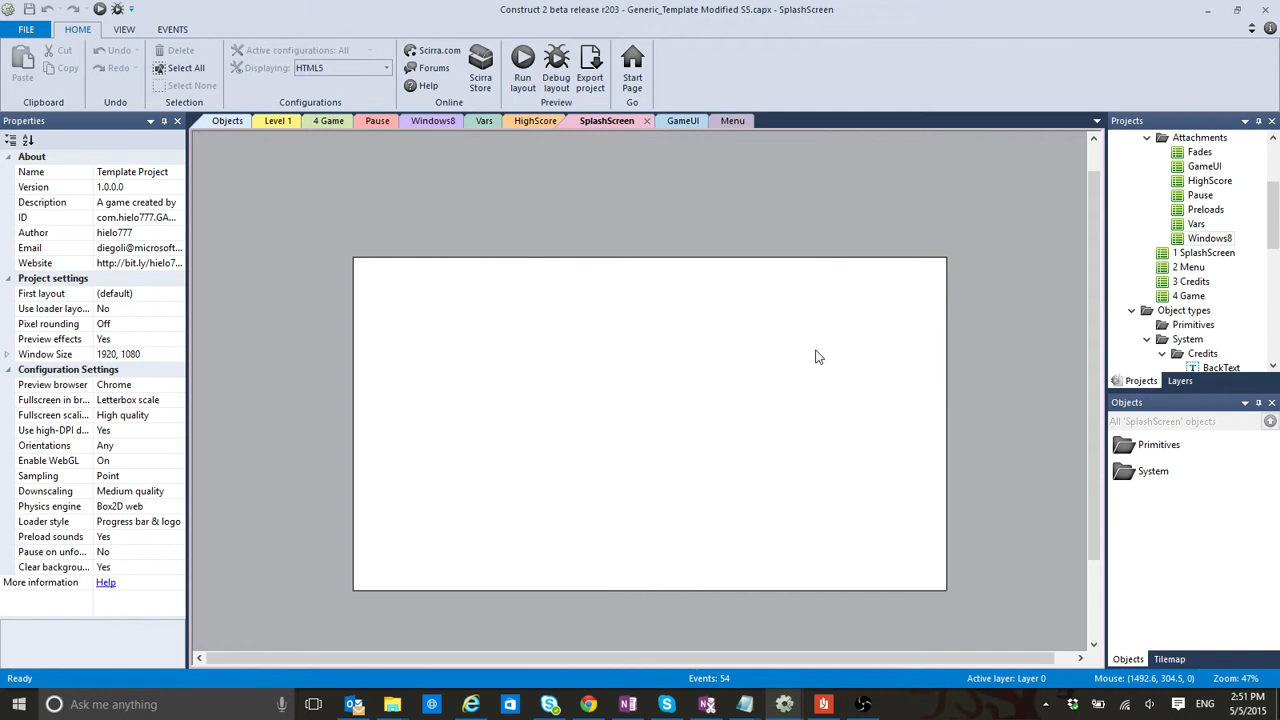 Construct 2 beta release r203 - Generic_Template Modified S5.capx - SplashScreen
FILE HOME VIEW EVENTS
Paste
Cut
Copy
Clipboard
Undo
Redo
Undo
Delete
Select All
Select None
Selection
Active configurations: All
Displaying: HTML5
Configurations
Scirra.com
Forums
Help
Scirra Store
Online
Run layout
Debug layout
Export project
Preview
Start Page
Go
Properties
Objects Level 1 4 Game Pause Windows8 Vars HighScore SplashScreen GameUI Menu
Projects
About
Name Template Project
Version 1.0.0.0
Description A game created by
ID com.hielo777.GA...
Author hielo777
Email diegoli@microsoft...
Website http://bit.ly/hielo7...
Project settings
First layout (default)
Use loader layo... No
Pixel rounding Off
Preview effects Yes
Window Size 1920, 1080
Configuration Settings
Preview browser Chrome
Fullscreen in br... Letterbox scale
Fullscreen scali... High quality
Use high-DPI d... Yes
Orientations Any
Enable WebGL On
Sampling Point
Downscaling Medium quality
Physics engine Box2D web
Loader style Progress bar & logo
Preload sounds Yes
Pause on unfo... No
Clear backgrou... Yes
More information Help
Attachments
Fades
GameUI
HighScore
Pause
Preloads
Vars
Windows8
1 SplashScreen
2 Menu
3 Credits
4 Game
Object types
Primitives
System
Credits
T BackText
Projects Layers
Objects
All 'SplashScreen' objects
Primitives
System
Objects Tilemap
Ready Events: 54 Active layer: Layer 0 Mouse: (1492.6, 304.5, 0) Zoom: 47%
Ask me anything
ENG
2:51 PM
5/5/2015